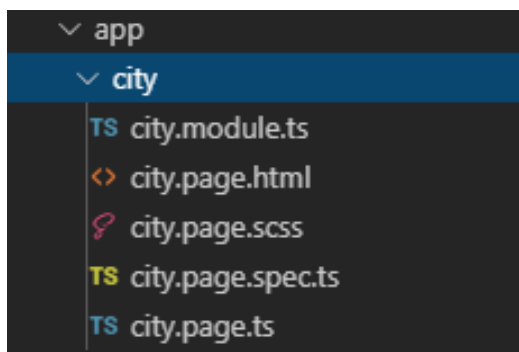 app
city
TS city.module.ts
<> city.page.html
city.page.scss
TS city.page.spec.ts
TS city.page.ts